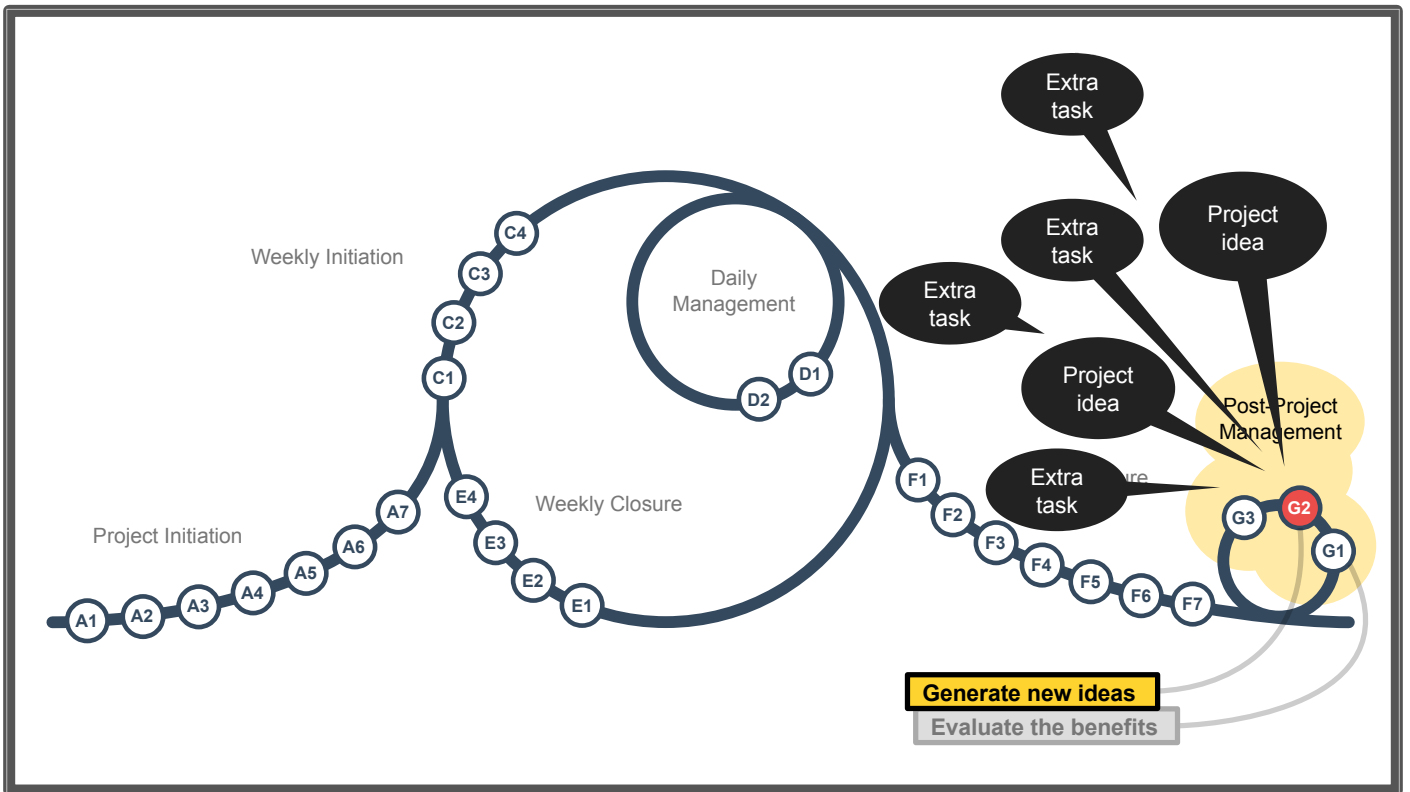 Extra
task
Extra
task
Project
idea
Weekly Initiation
C4
C3
C2
C1
Daily
Management
D1
D2
Extra
task
Project
idea
Post-Project
Management
Project Initiation
A1
A2
A3
A4
A5
A6
A7
Weekly Closure
E4
E3
E2
E1
Extra
task
ure
F1
F2
F3
F4
F5
F6
F7
G3
G2
G1
Generate new ideas
Evaluate the benefits